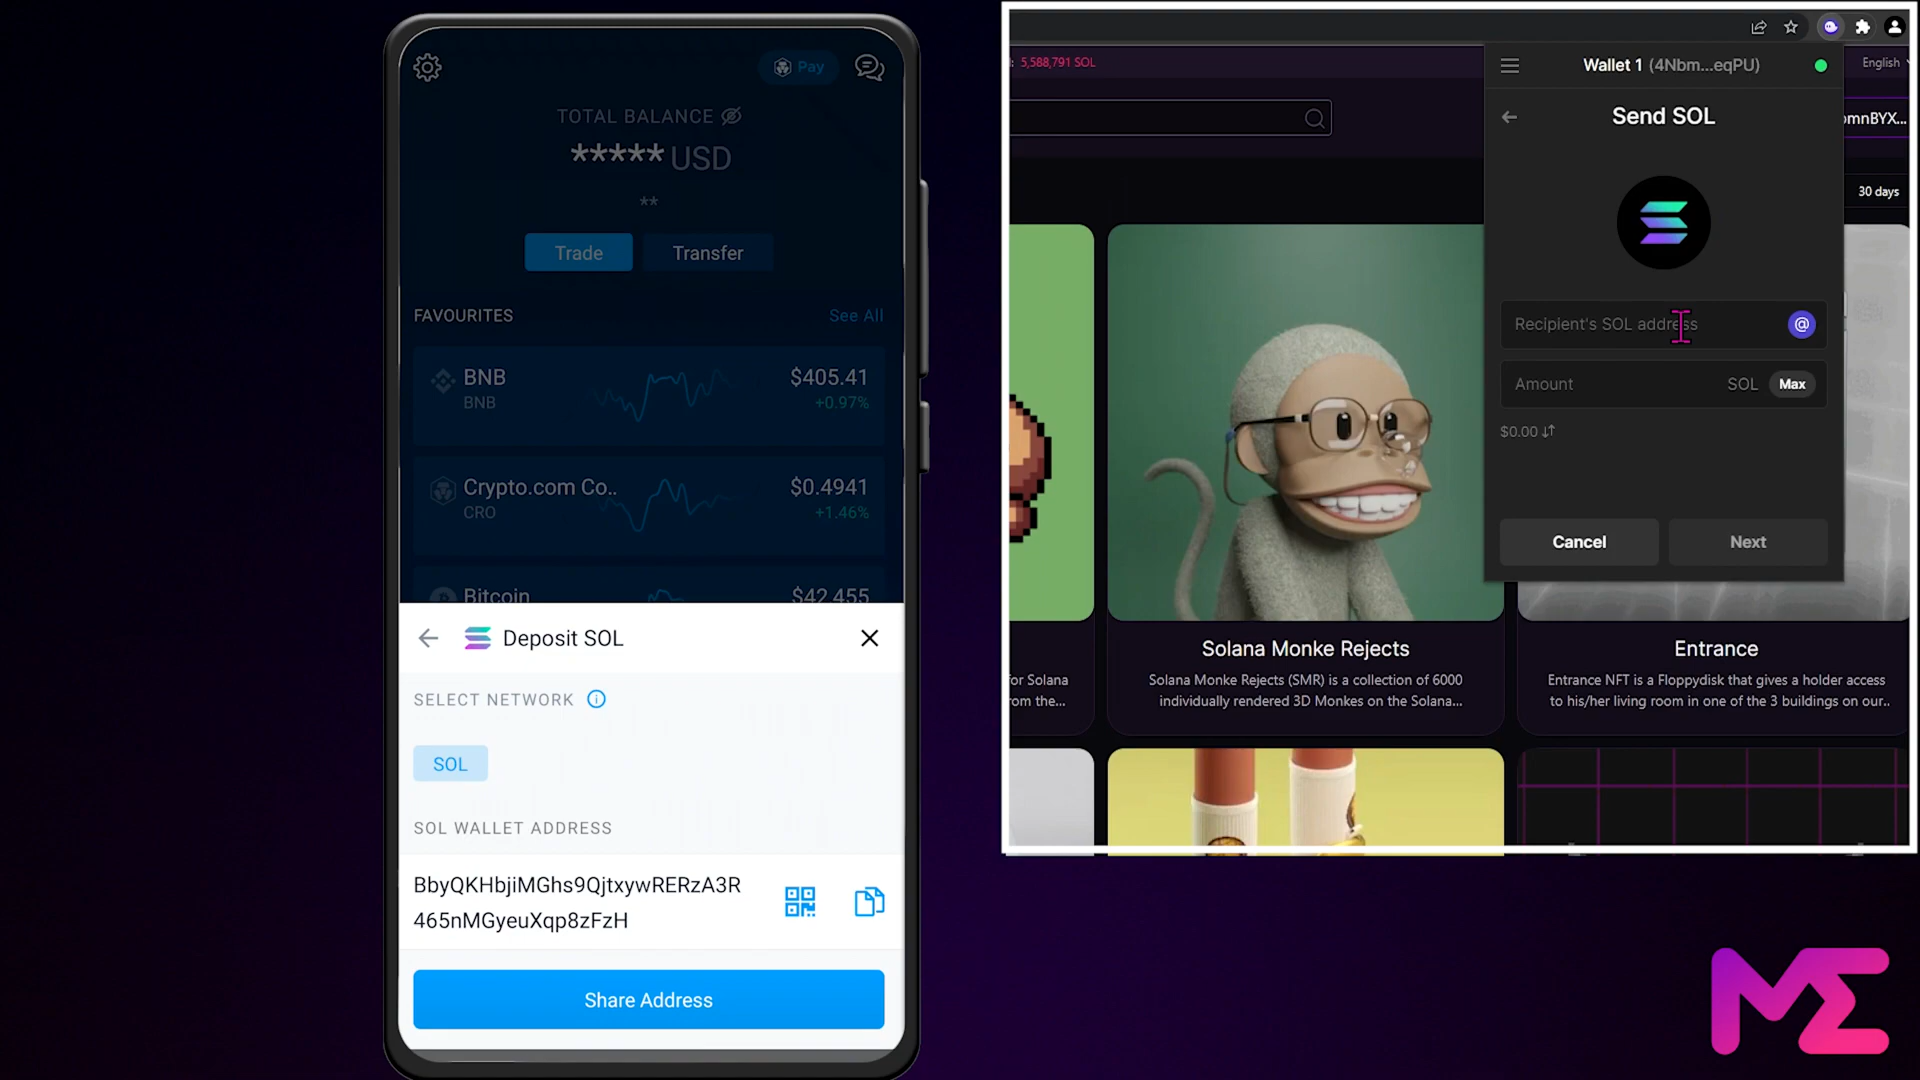 Pay
TOTAL BALANCE
***** USD
**
Trade
Transfer
FAVOURITES
See All
BNB
$405.41
BNB
+0.97%
Crypto.com Co..
$0.4941
CRO
+1.46%
Bitcoin
$42,455
Deposit SOL
SELECT NETWORK
SOL
SOL WALLET ADDRESS
BbyQKHbjiMGhs9QjtxywRERzA3R
465nMGyeuXqp8zFzH
Share Address
5,588,791 SOL
Wallet 1 (4Nbm...eqPU)
English
Send SOL
omnBYX...
30 days
Recipient's SOL address
@
Amount
SOL
Max
$0.00
Cancel
Next
for Solana
rom the...
Solana Monke Rejects
Solana Monke Rejects (SMR) is a collection of 6000
individually rendered 3D Monkes on the Solana...
Entrance
Entrance NFT is a Floppydisk that gives a holder access
to his/her living room in one of the 3 buildings on our..
ME